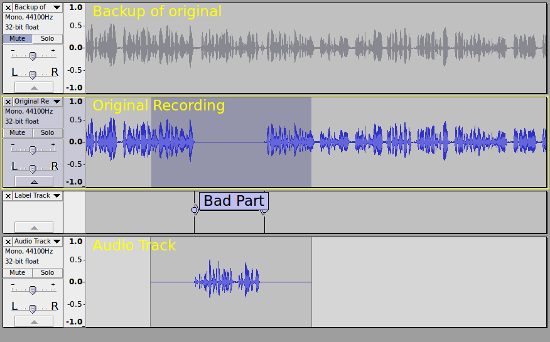 Backup of
Mono, 44100Hz
32-bit float
Mute Solo
- +
L R
1.0
0.5
0.0
-0.5
-1.0
Backup of original
Original Re
Mono, 44100Hz
32-bit float
Mute Solo
- +
L R
1.0
0.5
0.0
-0.5
-1.0
Original Recording
Label Track
Bad Part
Audio Track
Mono, 44100Hz
32-bit float
Mute Solo
- +
L R
1.0
0.5
0.0
-0.5
-1.0
Audio Track